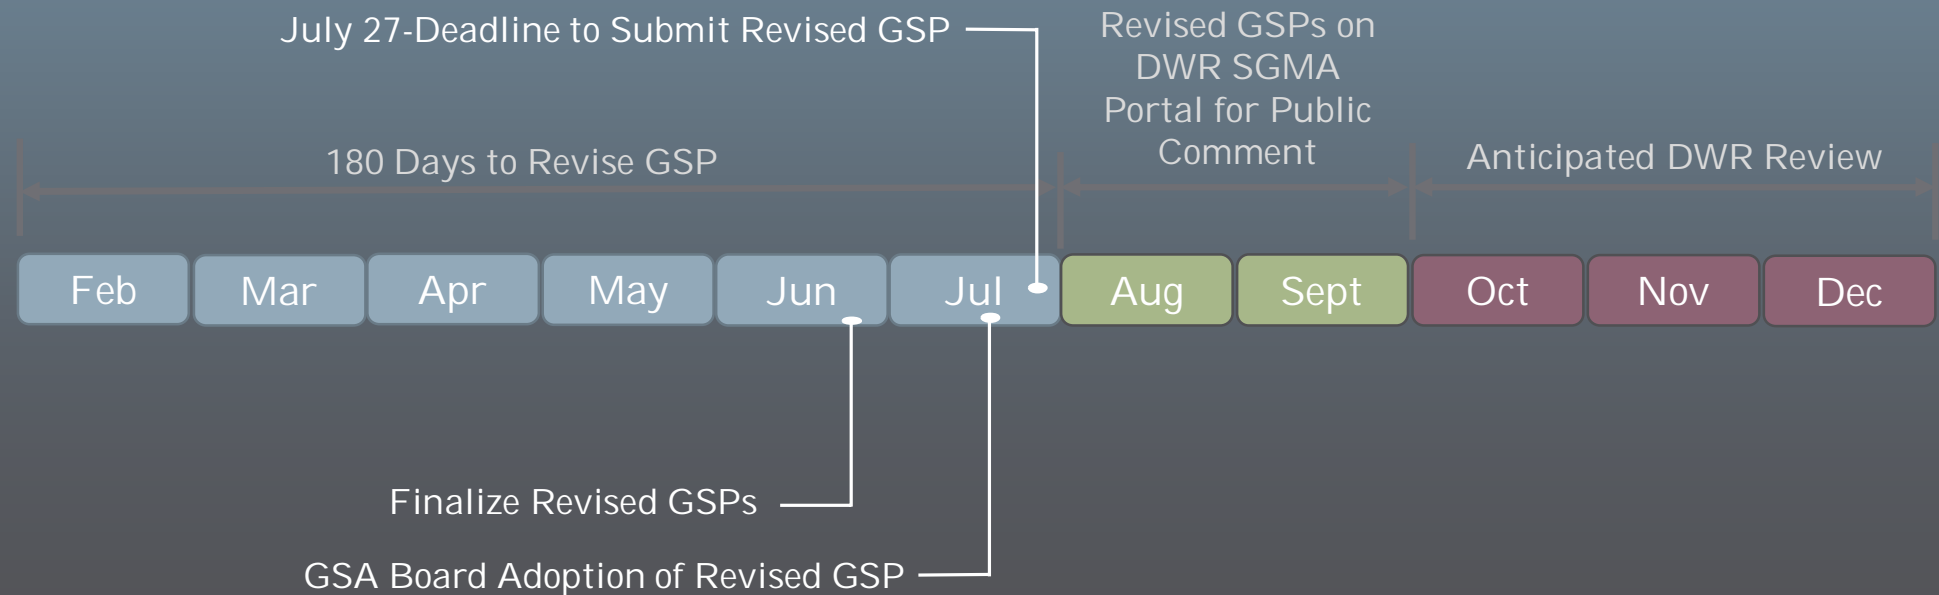 July 27-Deadline to Submit Revised GSP
Revised GSPs on
DWR SGMA
Portal for Public
Comment
180 Days to Revise GSP
Anticipated DWR Review
Feb
Mar
Apr
May
Jun
Jul
Aug
Sept
Oct
Nov
Dec
Finalize Revised GSPs
GSA Board Adoption of Revised GSP